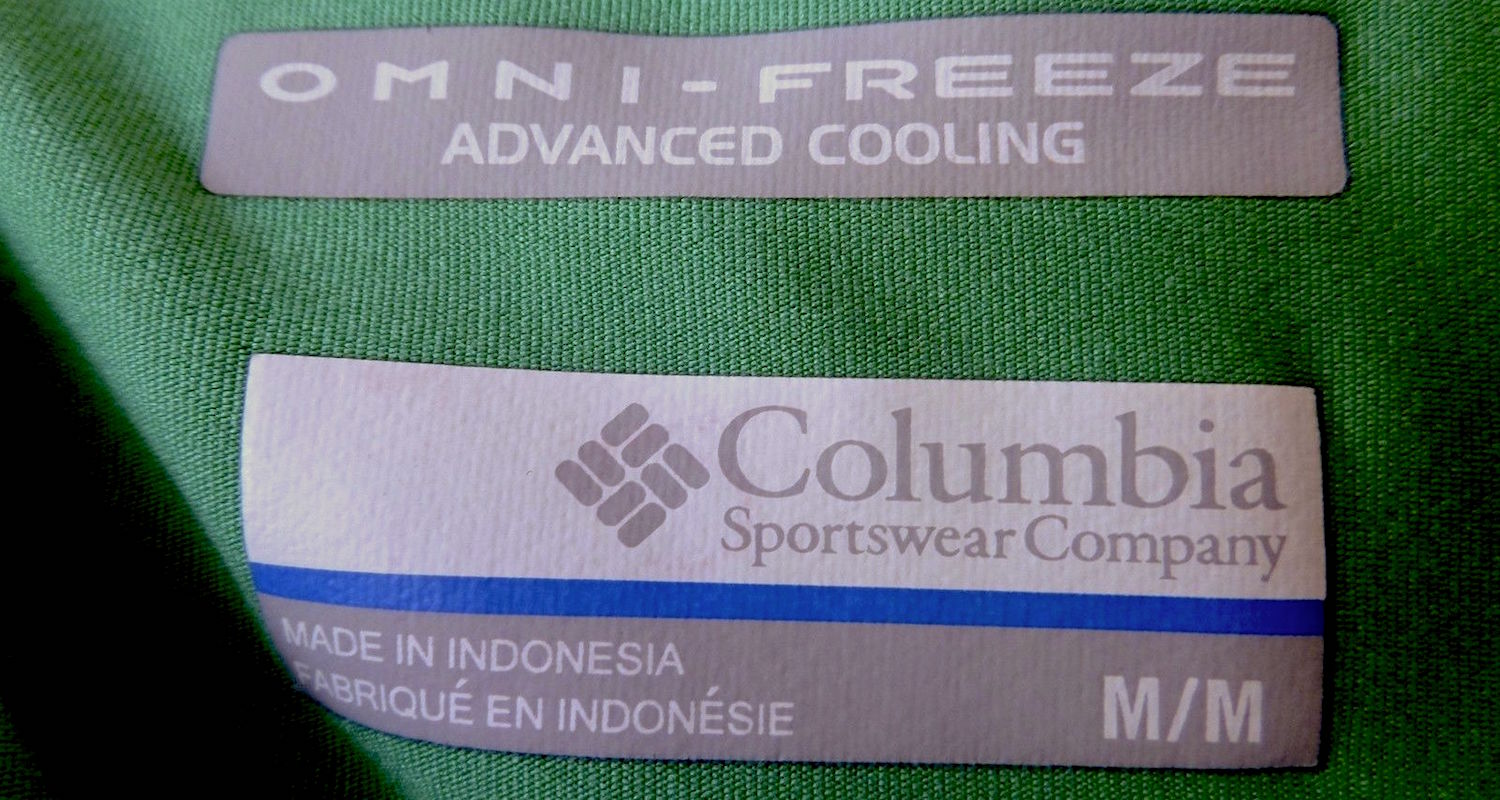 OMNI-FREEZE
ADVANCED COOLING
Columbia
Sportswear Company
MADE IN INDONESIA
FABRIQUÉ EN INDONÉSIE
M/M